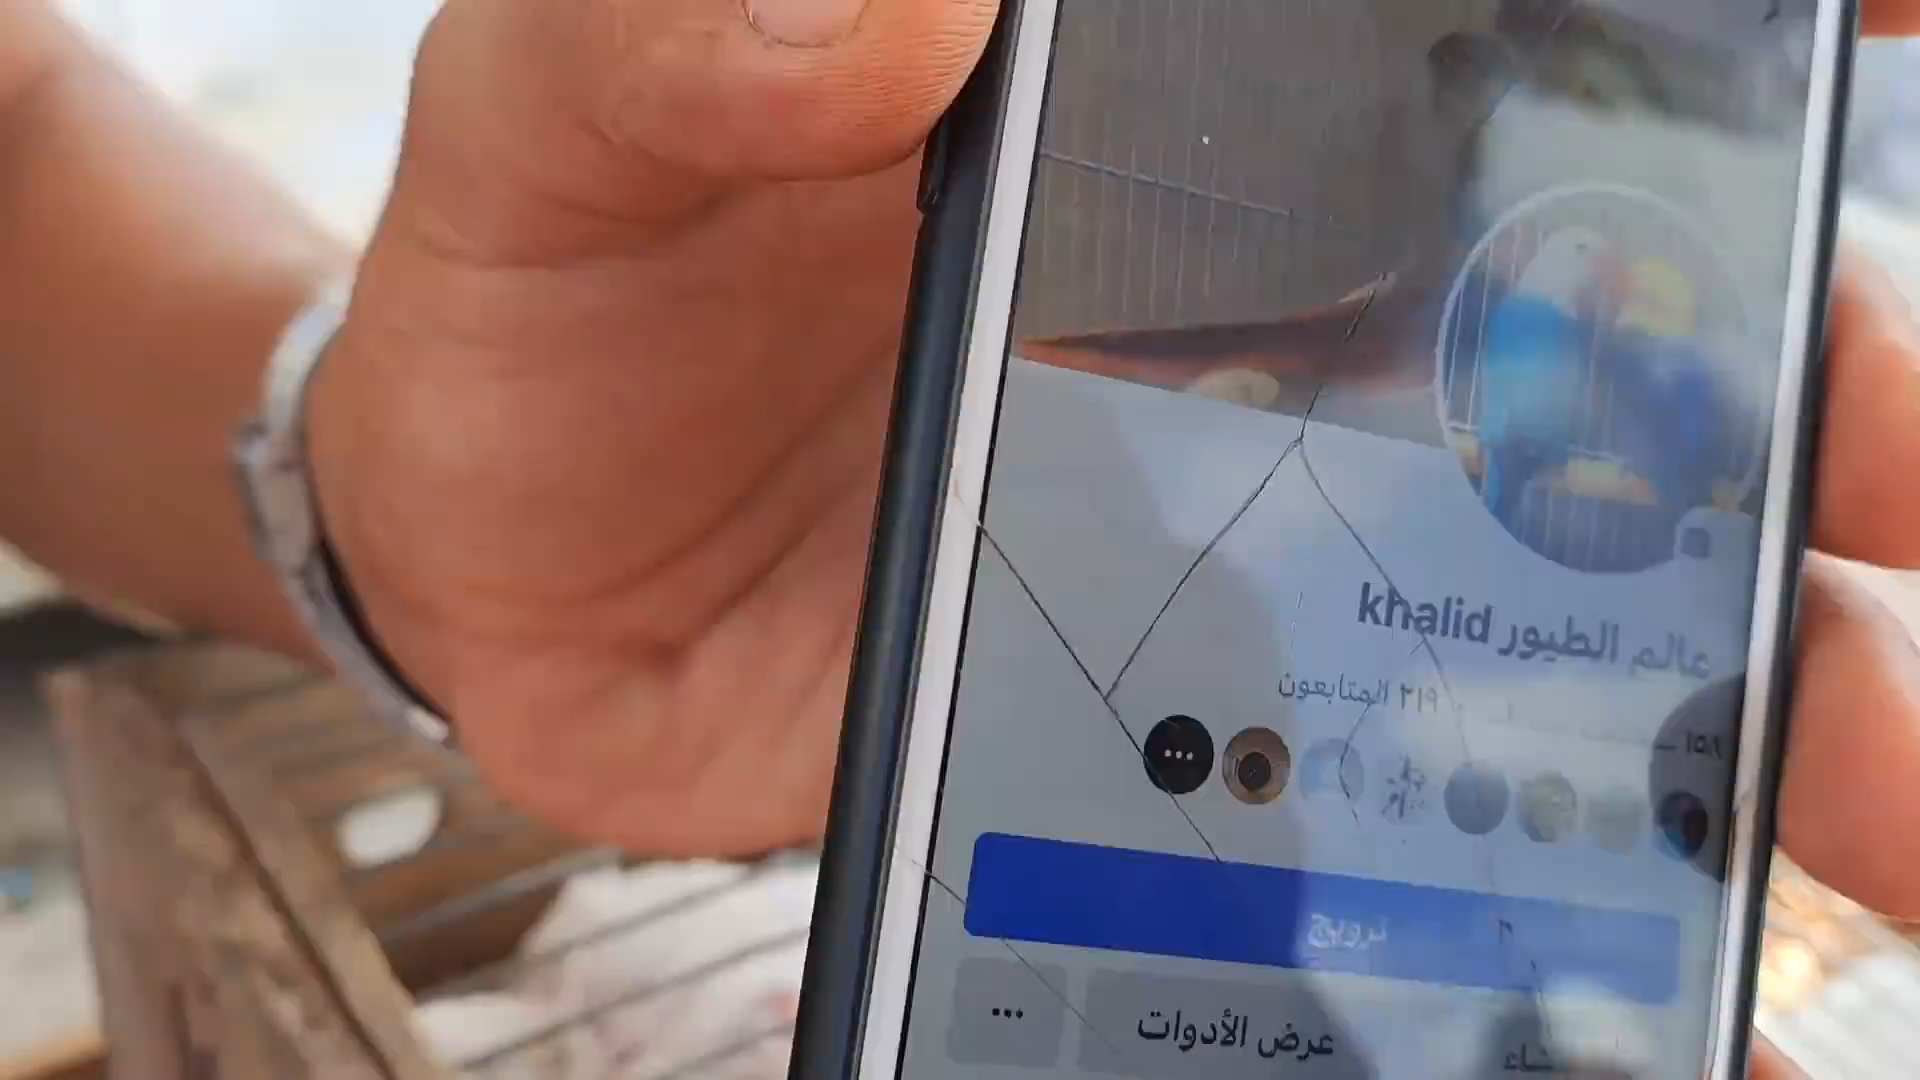 عالم الطيور khalid
٢١٩ المتابعون
ترويج
عرض الأدوات